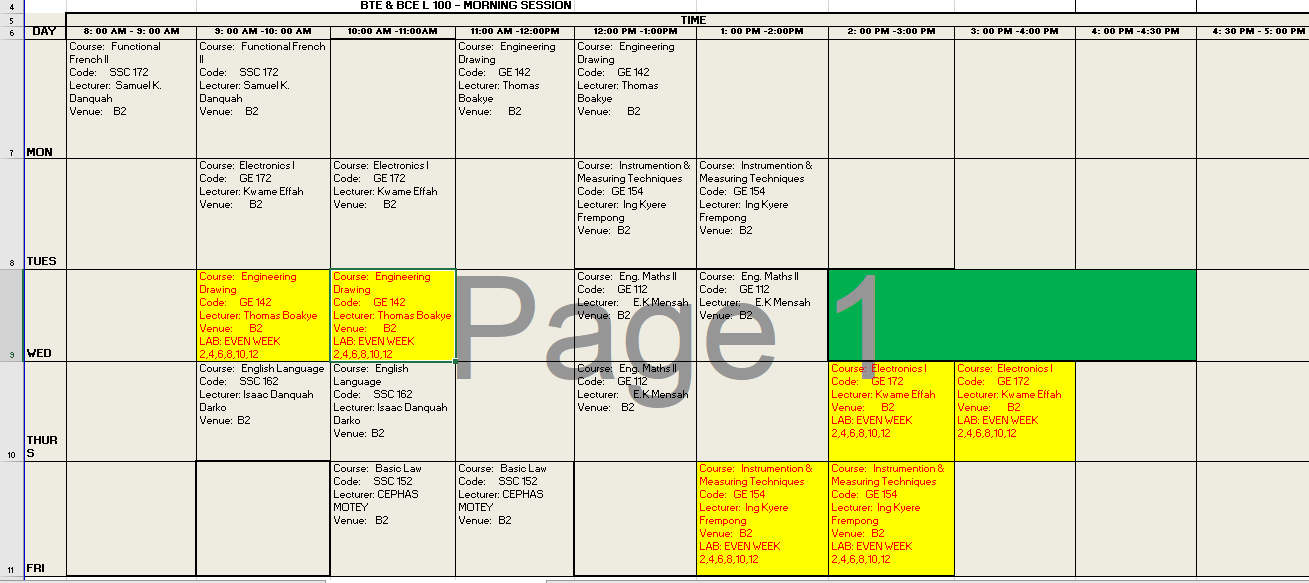 4
BTE & BCE L 100 - MORNING SESSION
5
TIME
6
DAY
8: 00 AM - 9: 00 AM
9: 00 AM -10: 00 AM
10:00 AM -11:00AM
11:00 AM -12:00PM
12:00 PM -1:00PM
1: 00 PM -2:00PM
2: 00 PM -3:00 PM
3: 00 PM -4:00 PM
4: 00 PM -4:30 PM
4: 30 PM - 5: 00 PM
7
MON
Course: Functional
French II
Code: SSC 172
Lecturer: Samuel K.
Danquah
Venue: B2
Course: Functional French
II
Code: SSC 172
Lecturer: Samuel K.
Danquah
Venue: B2
Course: Engineering
Drawing
Code: GE 142
Lecturer: Thomas
Boakye
Venue: B2
Course: Engineering
Drawing
Code: GE 142
Lecturer: Thomas
Boakye
Venue: B2
8
TUES
Course: Electronics I
Code: GE 172
Lecturer: Kwame Effah
Venue: B2
Course: Electronics I
Code: GE 172
Lecturer: Kwame Effah
Venue: B2
Course: Instrumention &
Measuring Techniques
Code: GE 154
Lecturer: Ing Kyere
Frempong
Venue: B2
Course: Instrumention &
Measuring Techniques
Code: GE 154
Lecturer: Ing Kyere
Frempong
Venue: B2
9
WED
Course: Engineering
Drawing
Code: GE 142
Lecturer: Thomas Boakye
Venue: B2
LAB: EVEN WEEK
2,4,6,8,10,12
Course: Engineering
Drawing
Code: GE 142
Lecturer: Thomas Boakye
Venue: B2
LAB: EVEN WEEK
2,4,6,8,10,12
Page 1
Course: Eng. Maths II
Code: GE 112
Lecturer: E.K Mensah
Venue: B2
Course: Eng. Maths II
Code: GE 112
Lecturer: E.K Mensah
Venue: B2
10
THUR
S
Course: English Language
Code: SSC 162
Lecturer: Isaac Danquah
Darko
Venue: B2
Course: English
Language
Code: SSC 162
Lecturer: Isaac Danquah
Darko
Venue: B2
Course: Eng. Maths II
Code: GE 112
Lecturer: E.K Mensah
Venue: B2
Course: Electronics I
Code: GE 172
Lecturer: Kwame Effah
Venue: B2
LAB: EVEN WEEK
2,4,6,8,10,12
Course: Electronics I
Code: GE 172
Lecturer: Kwame Effah
Venue: B2
LAB: EVEN WEEK
2,4,6,8,10,12
11
FRI
Course: Basic Law
Code: SSC 152
Lecturer: CEPHAS
MOTEY
Venue: B2
Course: Basic Law
Code: SSC 152
Lecturer: CEPHAS
MOTEY
Venue: B2
Course: Instrumention &
Measuring Techniques
Code: GE 154
Lecturer: Ing Kyere
Frempong
Venue: B2
LAB: EVEN WEEK
2,4,6,8,10,12
Course: Instrumention &
Measuring Techniques
Code: GE 154
Lecturer: Ing Kyere
Frempong
Venue: B2
LAB: EVEN WEEK
2,4,6,8,10,12